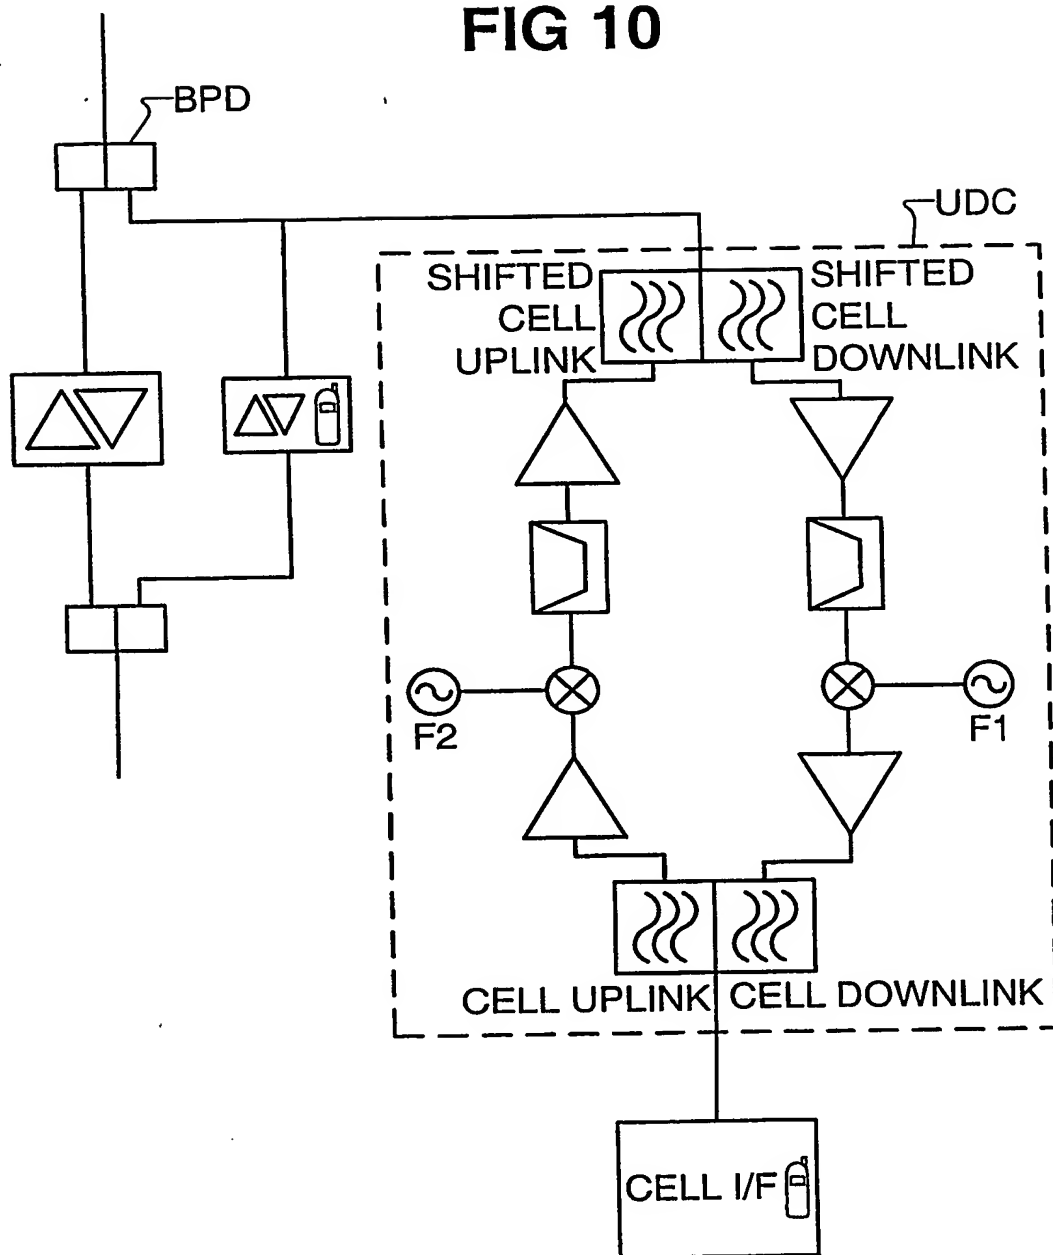 FIG 10
BPD
UDC
SHIFTED
CELL
UPLINK
SHIFTED
CELL
DOWNLINK
F2
F1
CELL UPLINK
CELL DOWNLINK
CELL I/F